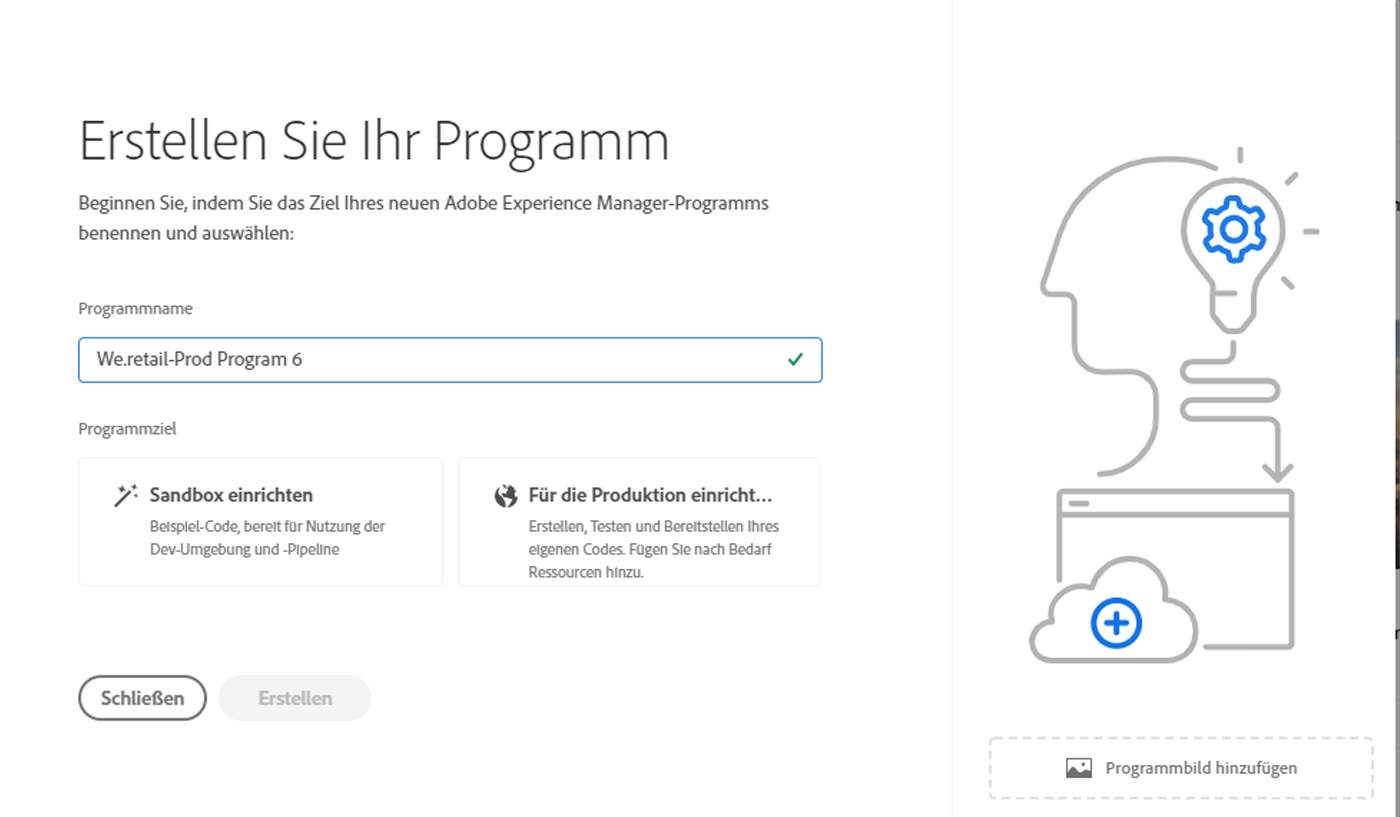 Erstellen Sie Ihr Programm
Beginnen Sie, indem Sie das Ziel Ihres neuen Adobe Experience Manager-Programms
benennen und auswählen:
Programmname
We.retail-Prod Program 6
Programmziel
Sandbox einrichten
Beispiel-Code, bereit für Nutzung der
Dev-Umgebung und -Pipeline
Für die Produktion einricht...
Erstellen, Testen und Bereitstellen Ihres
eigenen Codes. Fügen Sie nach Bedarf
Ressourcen hinzu.
Schließen
Erstellen
Programmbild hinzufügen